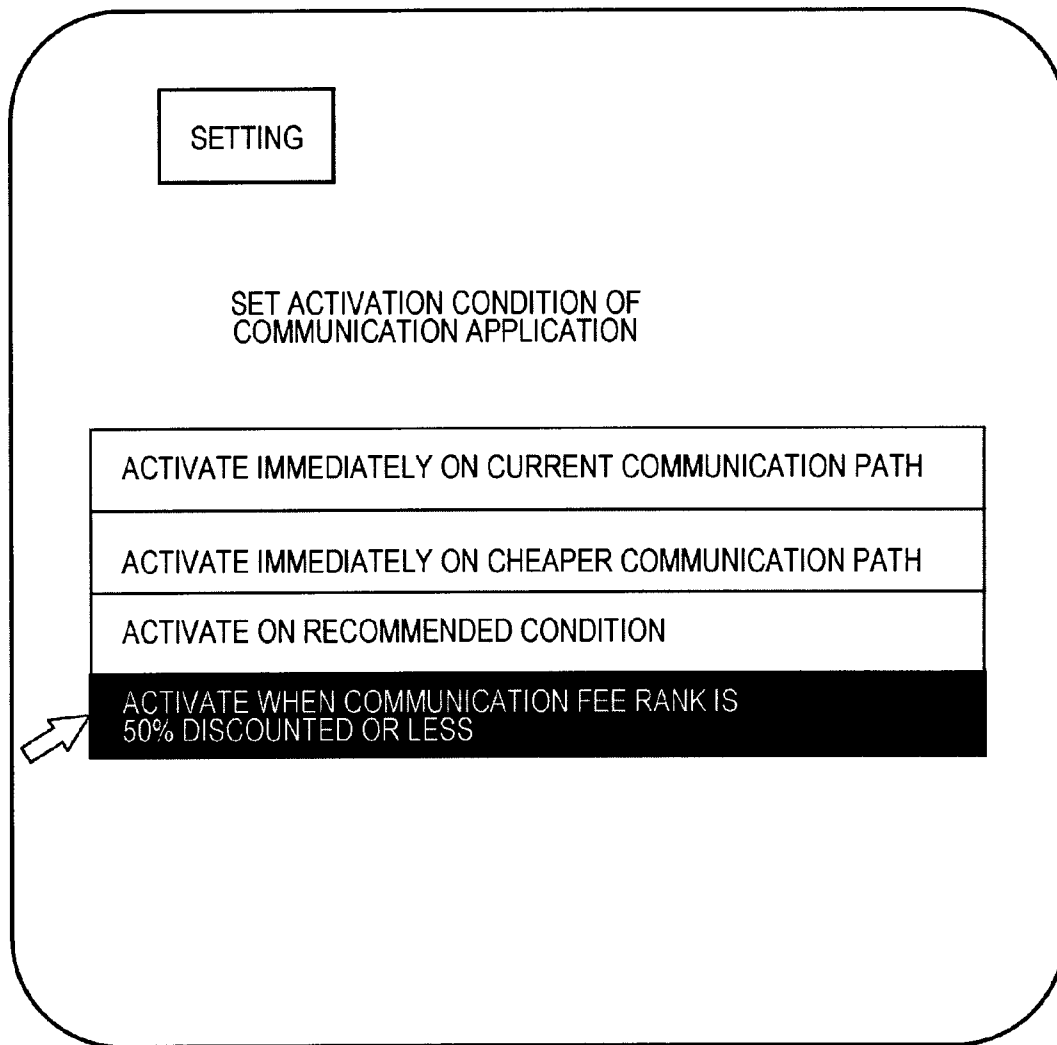 SETTING
SET ACTIVATION CONDITION OF
COMMUNICATION APPLICATION
ACTIVATE IMMEDIATELY ON CURRENT COMMUNICATION PATH
ACTIVATE IMMEDIATELY ON CHEAPER COMMUNICATION PATH
ACTIVATE ON RECOMMENDED CONDITION
ACTIVATE WHEN COMMUNICATION FEE RANK IS
50% DISCOUNTED OR LESS